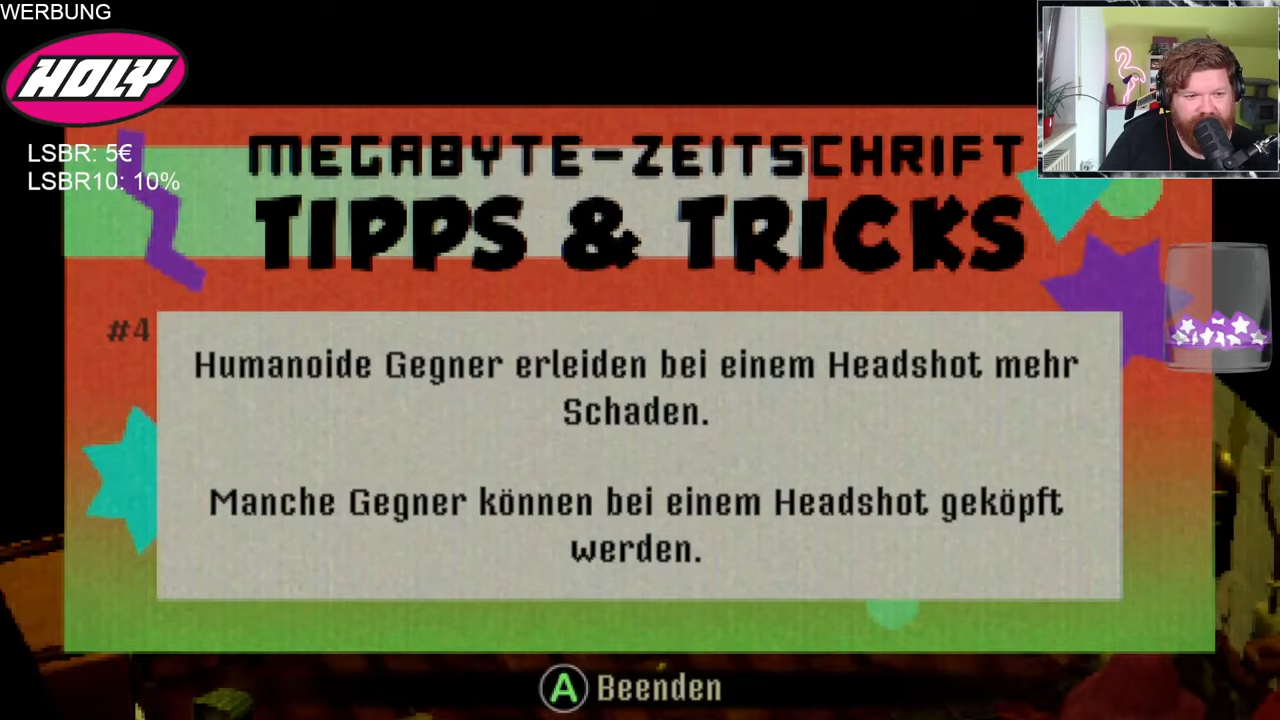 WERBUNG
HOLY
LSBR: 5€
LSBR10: 10%
MEGABYTE-ZEITSCHRIFT
TIPPS & TRICKS
#4
Humanoide Gegner erleiden bei einem Headshot mehr
Schaden.
Manche Gegner können bei einem Headshot geköpft
werden.
A Beenden